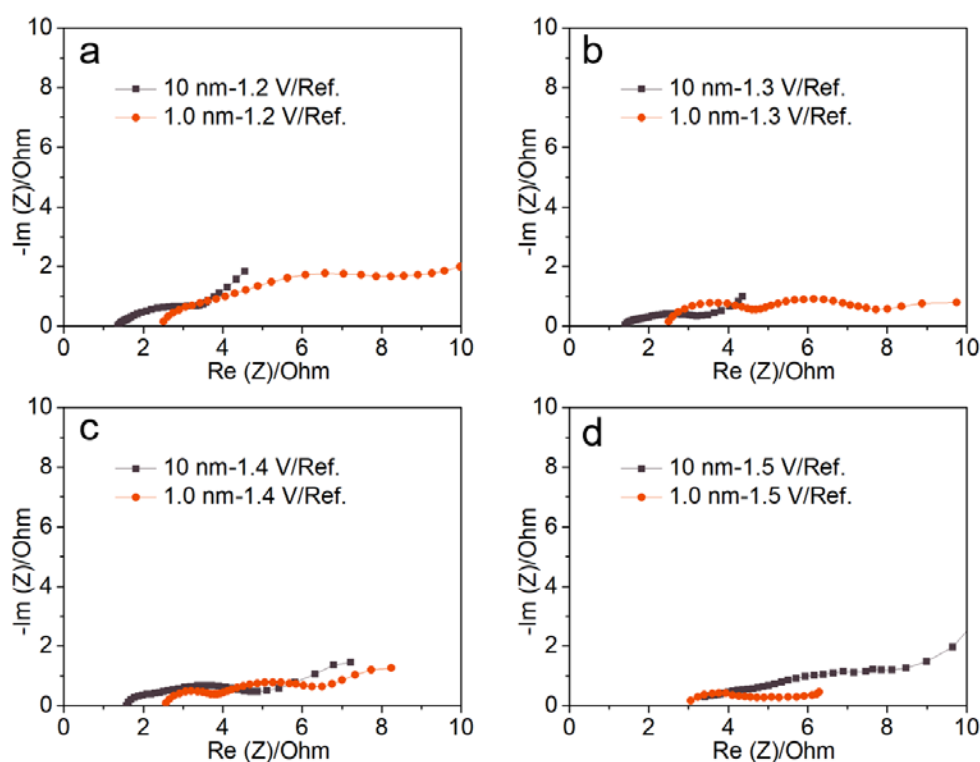 a
10 nm-1.2 V/Ref.
1.0 nm-1.2 V/Ref.
-Im (Z)/Ohm
10
8
6
4
2
0
0 2 4 6 8 10
Re (Z)/Ohm
b
10 nm-1.3 V/Ref.
1.0 nm-1.3 V/Ref.
-Im (Z)/Ohm
10
8
6
4
2
0
0 2 4 6 8 10
Re (Z)/Ohm
c
10 nm-1.4 V/Ref.
1.0 nm-1.4 V/Ref.
-Im (Z)/Ohm
10
8
6
4
2
0
0 2 4 6 8 10
Re (Z)/Ohm
d
10 nm-1.5 V/Ref.
1.0 nm-1.5 V/Ref.
-Im (Z)/Ohm
10
8
6
4
2
0
0 2 4 6 8 10
Re (Z)/Ohm